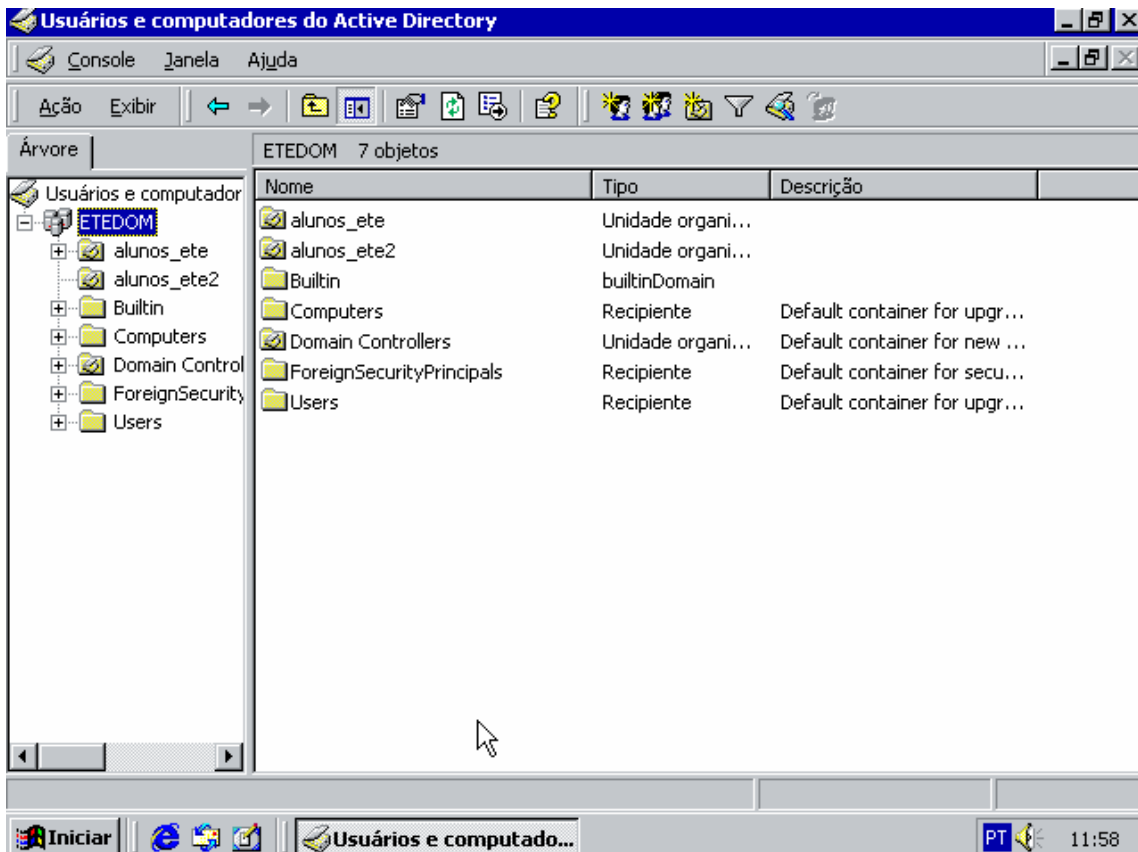 Usuários e computadores do Active Directory
Console Janela Ajuda
Ação Exibir
Árvore
ETEDOM 7 objetos
Usuários e computador
ETEDOM
alunos_ete
alunos_ete2
Builtin
Computers
Domain Control
ForeignSecurity
Users
Nome Tipo Descrição
alunos_ete Unidade organi...
alunos_ete2 Unidade organi...
Builtin builtinDomain
Computers Recipiente Default container for upgr...
Domain Controllers Unidade organi... Default container for new ...
ForeignSecurityPrincipals Recipiente Default container for secu...
Users Recipiente Default container for upgr...
Iniciar Usuários e computado... PT 11:58